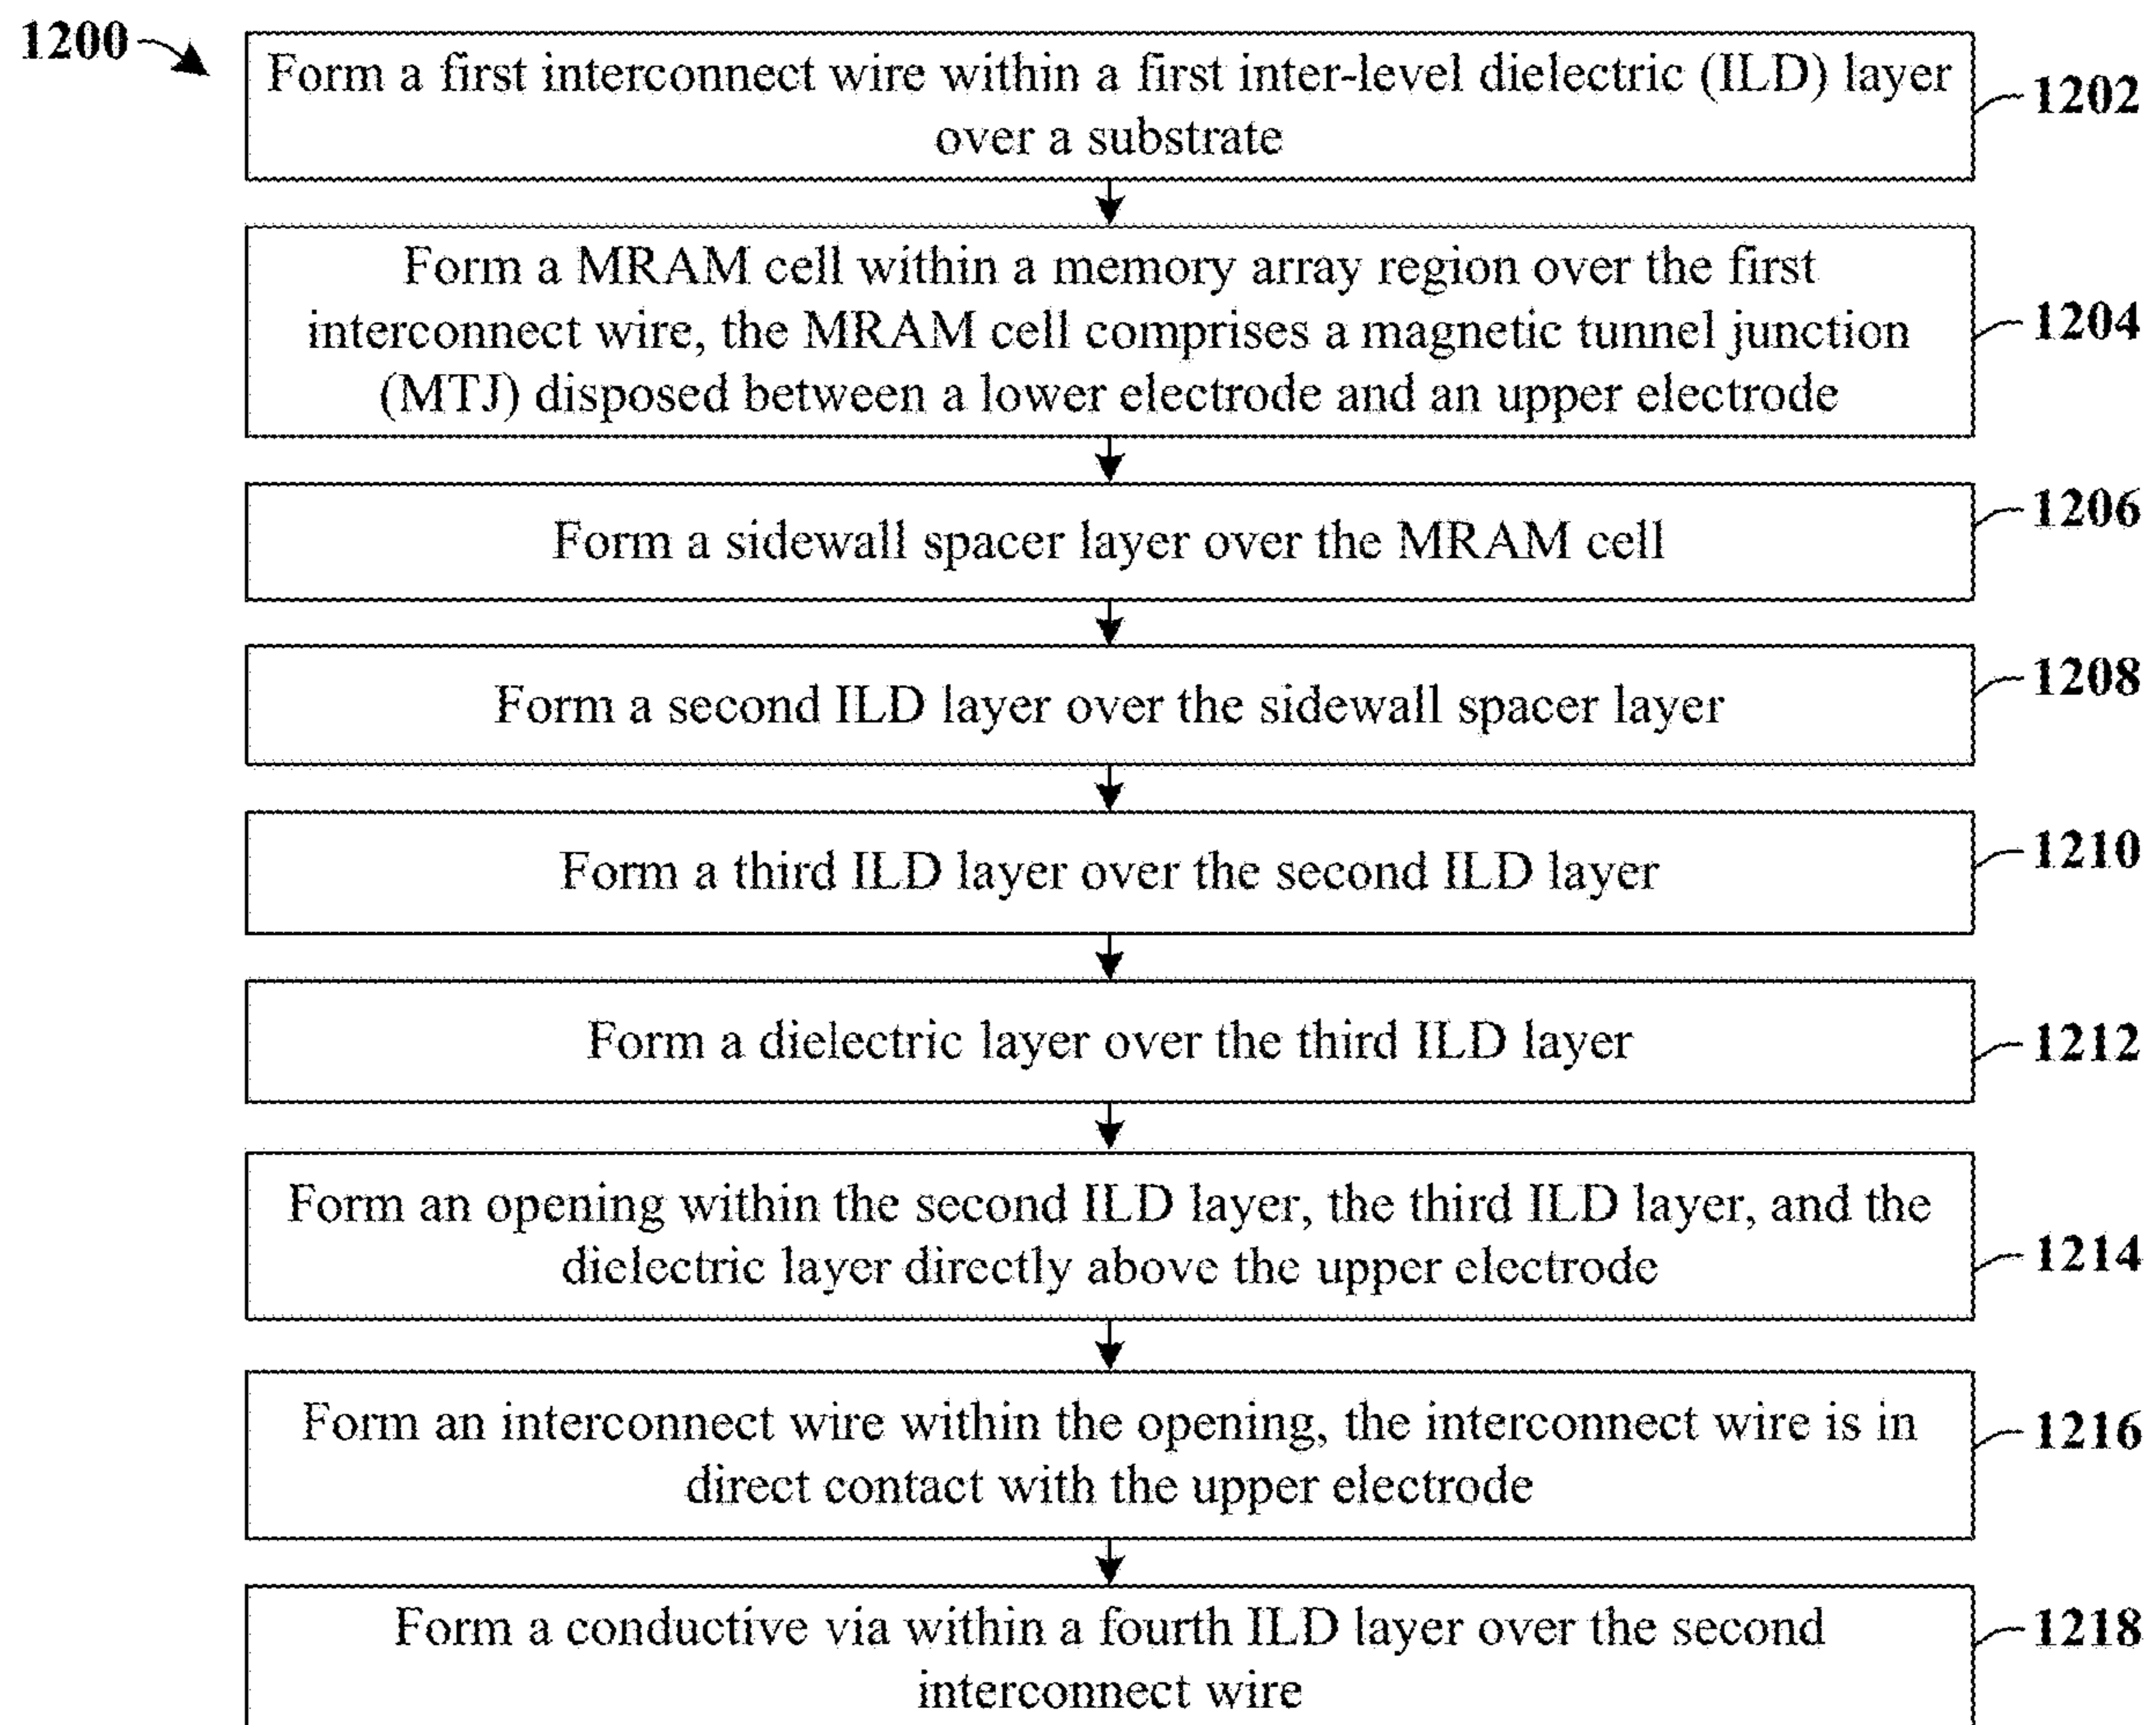 1200
Form a first interconnect wire within a first inter-level dielectric (ILD) layer
over a substrate
1202
Form a MRAM cell within a memory array region over the first
interconnect wire, the MRAM cell comprises a magnetic tunnel junction
(MTJ) disposed between a lower electrode and an upper electrode
1204
Form a sidewall spacer layer over the MRAM cell
1206
Form a second ILD layer over the sidewall spacer layer
1208
Form a third ILD layer over the second ILD layer
1210
Form a dielectric layer over the third ILD layer
1212
Form an opening within the second ILD layer, the third ILD layer, and the
dielectric layer directly above the upper electrode
1214
Form an interconnect wire within the opening, the interconnect wire is in
direct contact with the upper electrode
1216
Form a conductive via within a fourth ILD layer over the second
interconnect wire
1218